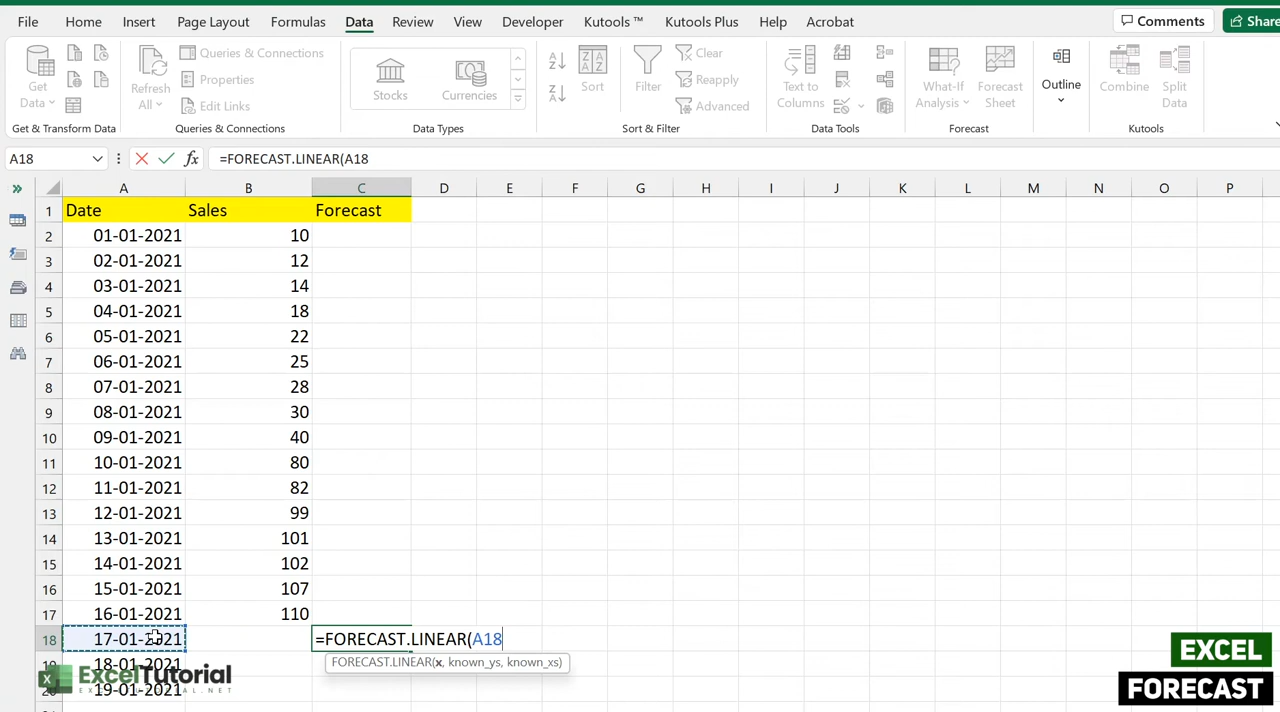 File Home Insert Page Layout Formulas Data Review View Developer Kutools ™ Kutools Plus Help Acrobat Comments Share
Get Data
Refresh All
Queries & Connections
Properties
Edit Links
Stocks
Currencies
Sort
Filter
Clear
Reapply
Advanced
Text to Columns
What-If Analysis
Forecast Sheet
Outline
Combine
Split Data
Get & Transform Data Queries & Connections Data Types Sort & Filter Data Tools Forecast Kutools
A18 fx =FORECAST.LINEAR(A18
A B C D E F G H I J K L M N O P
1 Date Sales Forecast
2 01-01-2021 10
3 02-01-2021 12
4 03-01-2021 14
5 04-01-2021 18
6 05-01-2021 22
7 06-01-2021 25
8 07-01-2021 28
9 08-01-2021 30
10 09-01-2021 40
11 10-01-2021 80
12 11-01-2021 82
13 12-01-2021 99
14 13-01-2021 101
15 14-01-2021 102
16 15-01-2021 107
17 16-01-2021 110
18 17-01-2021 =FORECAST.LINEAR(A18
FORECAST.LINEAR(x, known_ys, known_xs)
18-01-2021
19-01-2021
ExcelTutorial
EXCEL
FORECAST